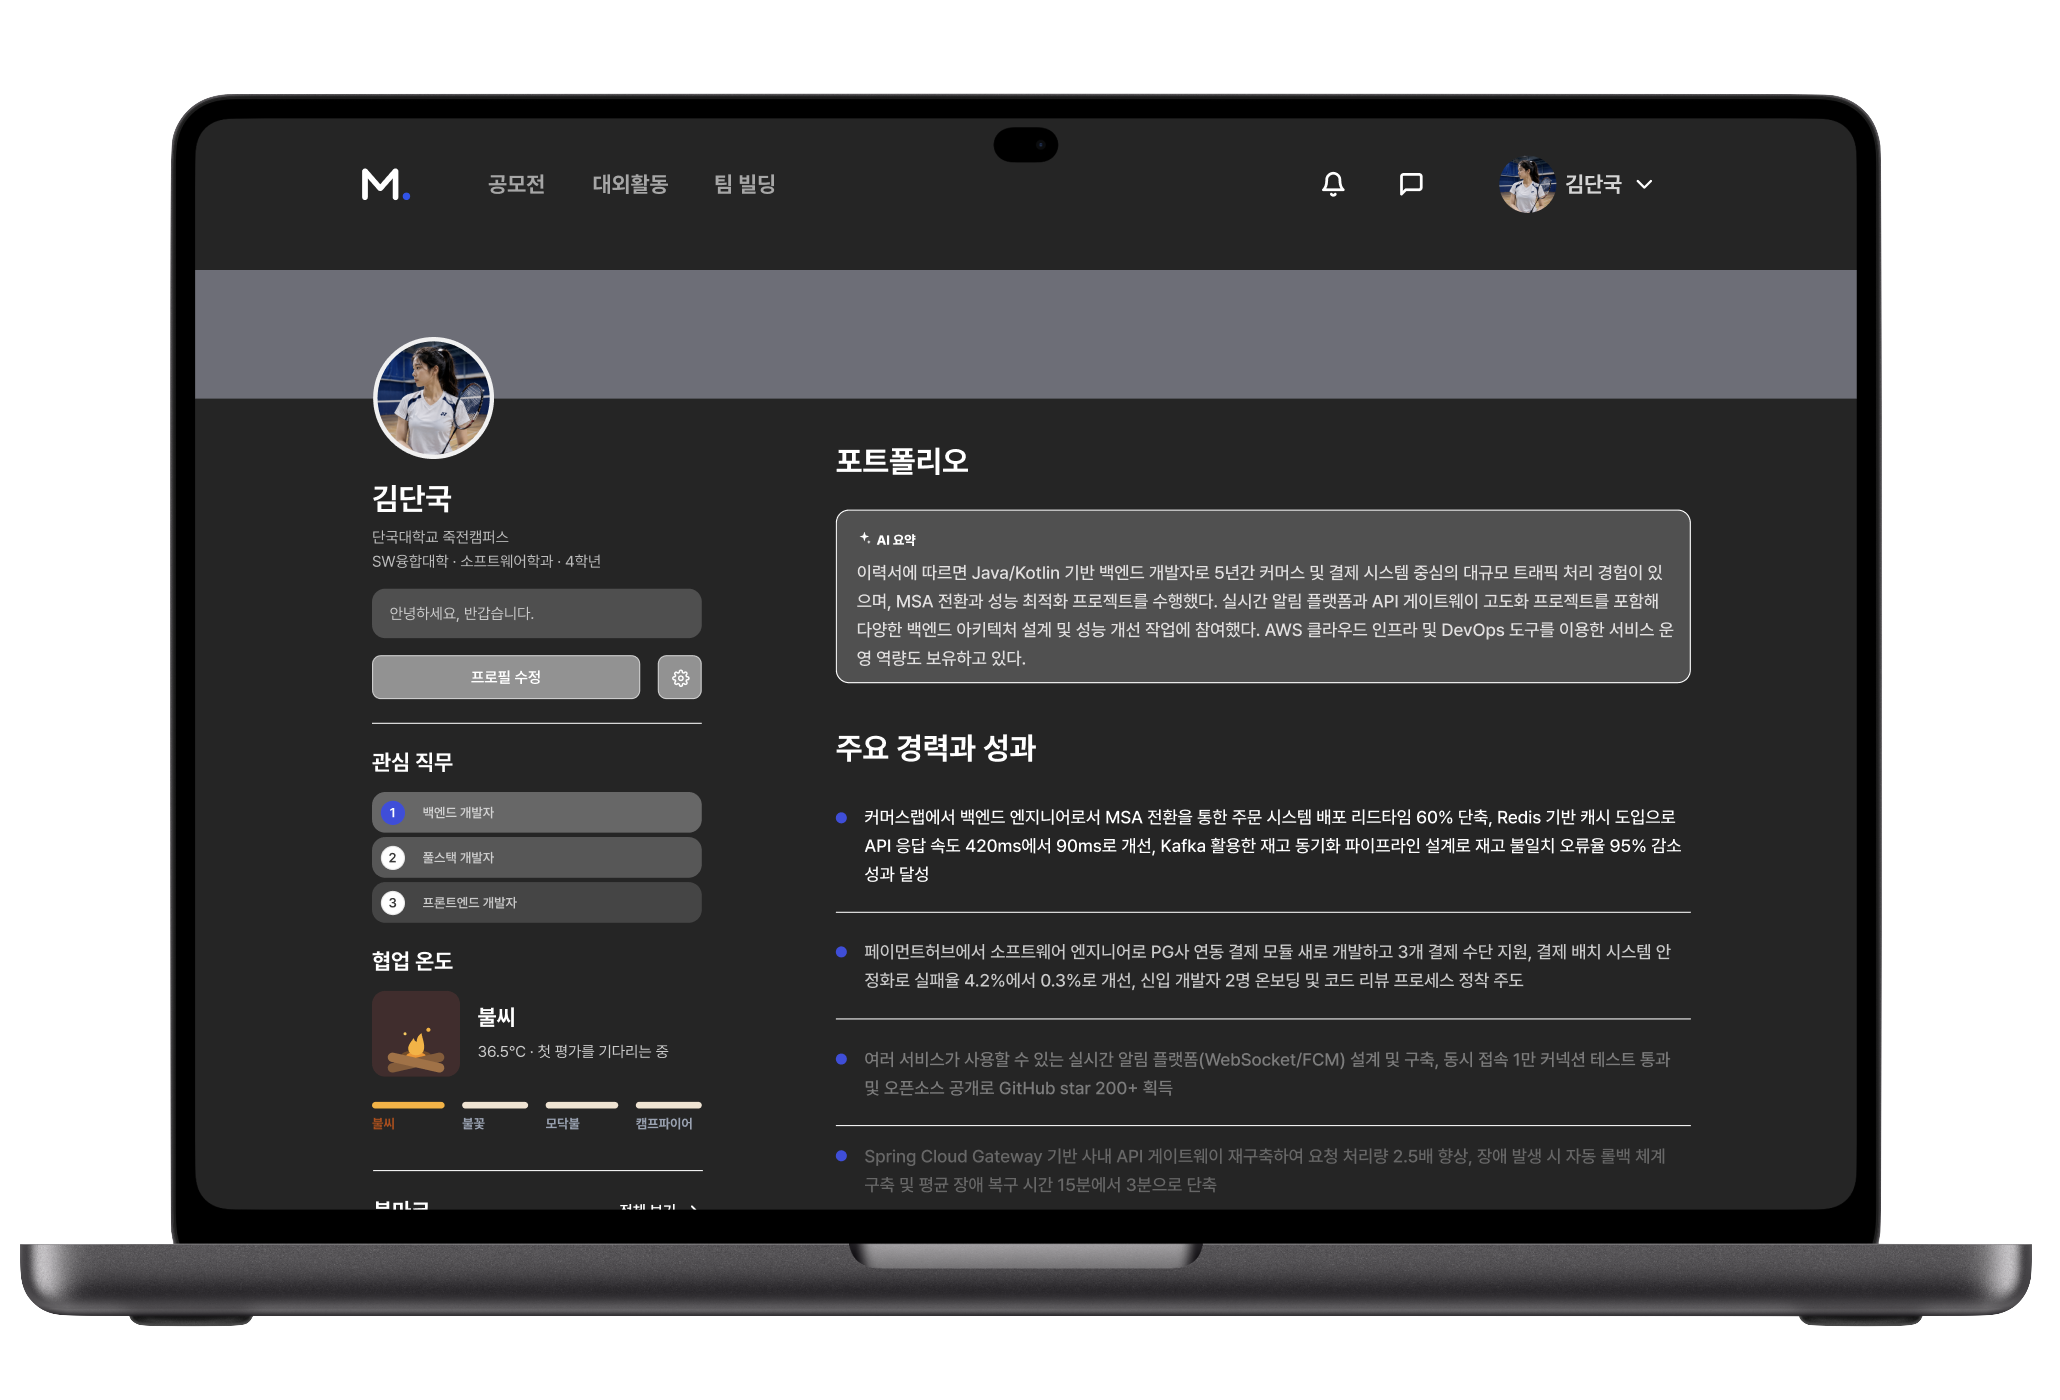 M.
공모전
대외활동
팀 빌딩
김단국
김단국
단국대학교 죽전캠퍼스
SW융합대학 · 소프트웨어학과 · 4학년
안녕하세요, 반갑습니다.
프로필 수정
관심 직무
1 백엔드 개발자
2 풀스택 개발자
3 프론트엔드 개발자
협업 온도
불씨
36.5°C · 첫 평가를 기다리는 중
불씨
불꽃
모닥불
캠프파이어
북마크
전체 보기
포트폴리오
AI 요약
이력서에 따르면 Java/Kotlin 기반 백엔드 개발자로 5년간 커머스 및 결제 시스템 중심의 대규모 트래픽 처리 경험이 있
으며, MSA 전환과 성능 최적화 프로젝트를 수행했다. 실시간 알림 플랫폼과 API 게이트웨이 고도화 프로젝트를 포함해
다양한 백엔드 아키텍처 설계 및 성능 개선 작업에 참여했다. AWS 클라우드 인프라 및 DevOps 도구를 이용한 서비스 운
영 역량도 보유하고 있다.
주요 경력과 성과
커머스랩에서 백엔드 엔지니어로서 MSA 전환을 통한 주문 시스템 배포 리드타임 60% 단축, Redis 기반 캐시 도입으로
API 응답 속도 420ms에서 90ms로 개선, Kafka 활용한 재고 동기화 파이프라인 설계로 재고 불일치 오류율 95% 감소
성과 달성
페이먼트허브에서 소프트웨어 엔지니어로 PG사 연동 결제 모듈 새로 개발하고 3개 결제 수단 지원, 결제 배치 시스템 안
정화로 실패율 4.2%에서 0.3%로 개선, 신입 개발자 2명 온보딩 및 코드 리뷰 프로세스 정착 주도
여러 서비스가 사용할 수 있는 실시간 알림 플랫폼(WebSocket/FCM) 설계 및 구축, 동시 접속 1만 커넥션 테스트 통과
및 오픈소스 공개로 GitHub star 200+ 획득
Spring Cloud Gateway 기반 사내 API 게이트웨이 재구축하여 요청 처리량 2.5배 향상, 장애 발생 시 자동 롤백 체계
구축 및 평균 장애 복구 시간 15분에서 3분으로 단축